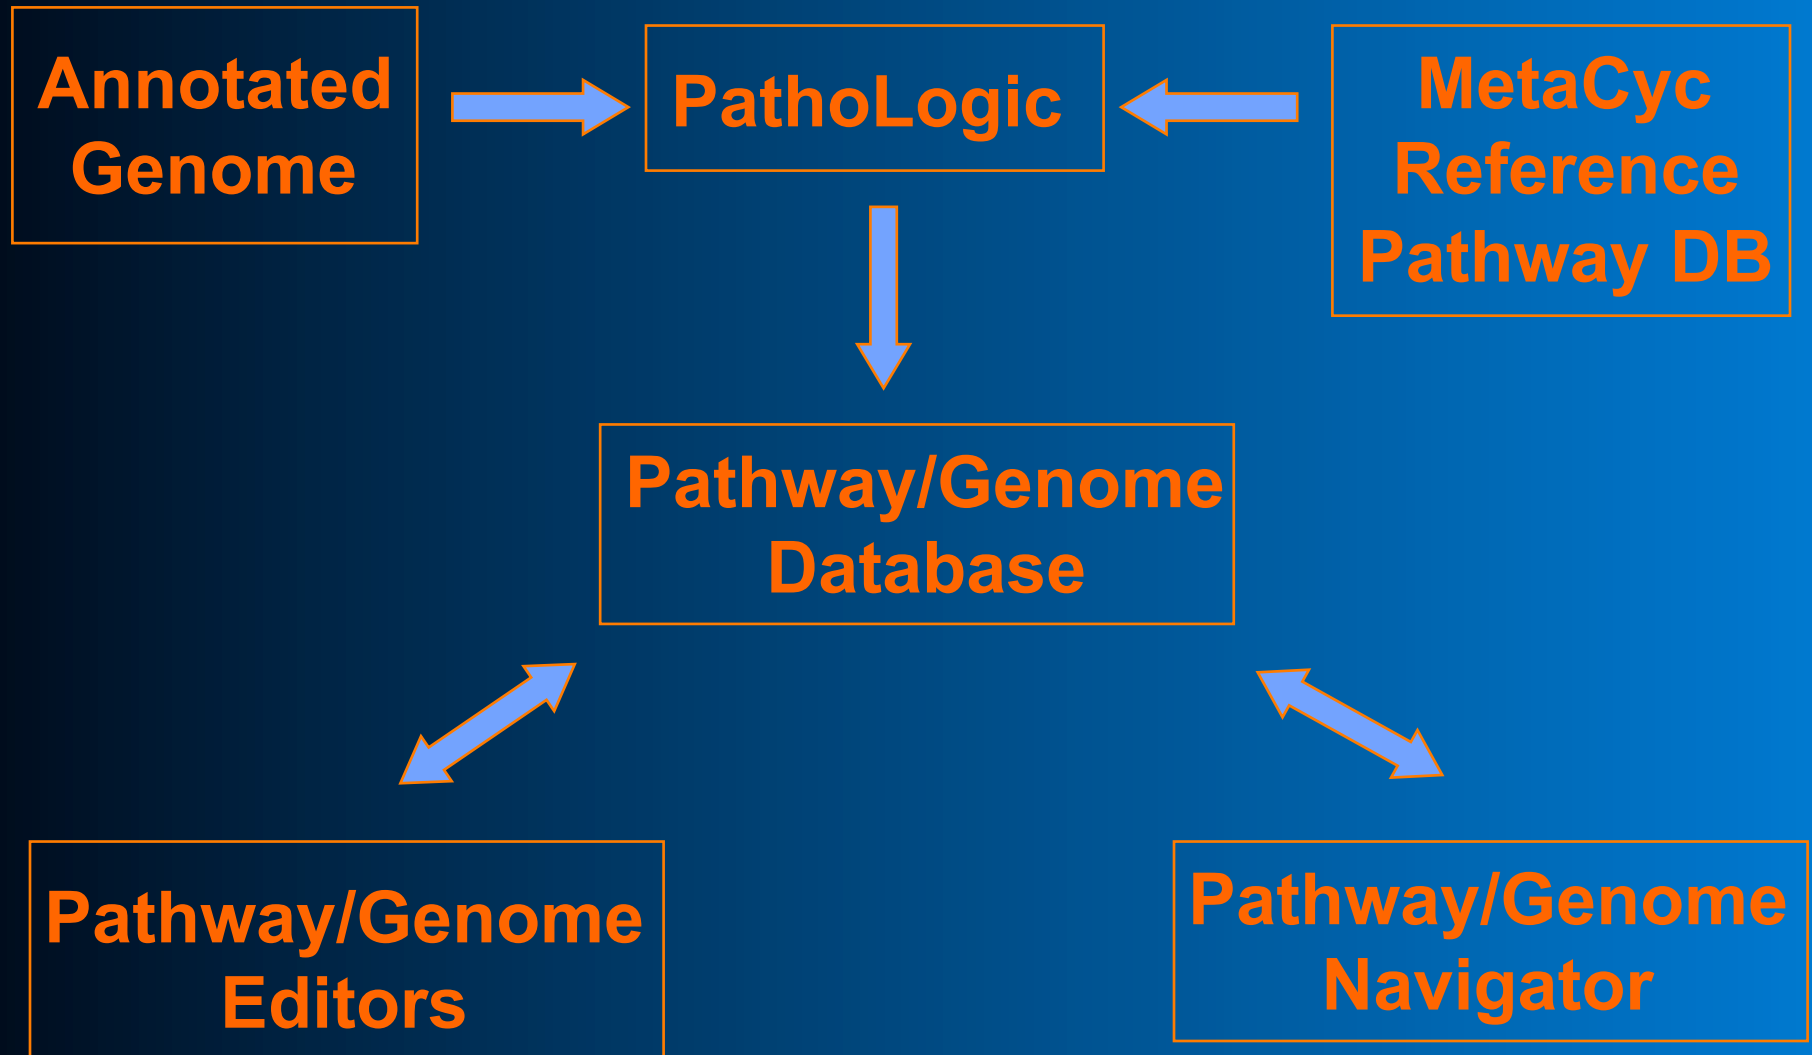 Annotated
Genome
PathoLogic
MetaCyc
Reference
Pathway DB
Pathway/Genome
Database
Pathway/Genome
Editors
Pathway/Genome
Navigator